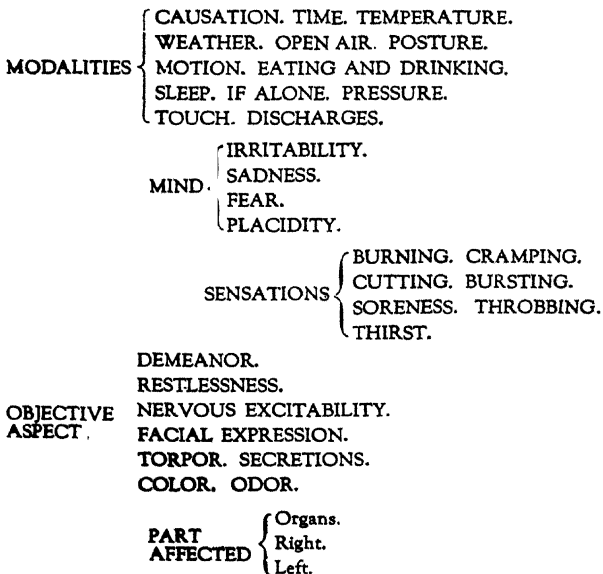 CAUSATION. TIME. TEMPERATURE.
WEATHER. OPEN AIR. POSTURE.
MODALITIES MOTION. EATING AND DRINKING.
SLEEP. IF ALONE. PRESSURE.
TOUCH. DISCHARGES.
IRRITABILITY.
MIND. SADNESS.
FEAR.
PLACIDITY.
BURNING. CRAMPING.
CUTTING. BURSTING.
SENSATIONS SORENESS. THROBBING.
THIRST.
DEMEANOR.
RESTLESSNESS.
OBJECTIVE NERVOUS EXCITABILITY.
ASPECT. FACIAL EXPRESSION.
TORPOR. SECRETIONS.
COLOR. ODOR.
Organs.
PART Right.
AFFECTED Left.